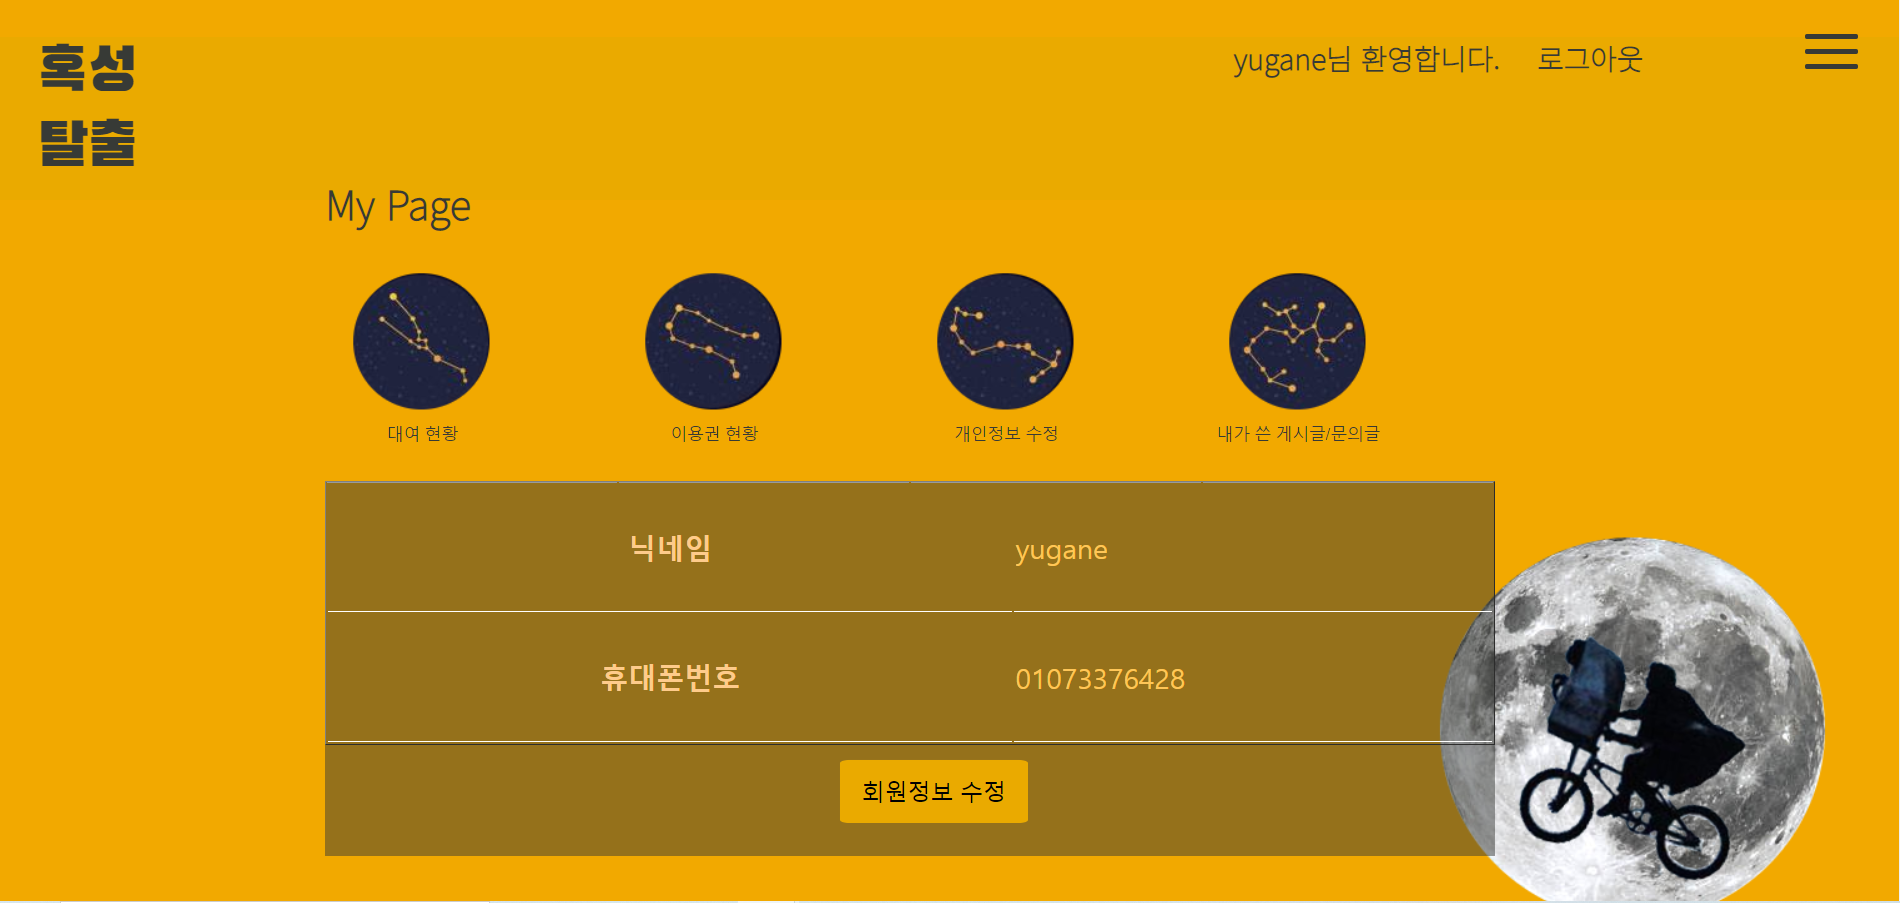 혹성
탈출
yugane님 환영합니다. 로그아웃
My Page
대여 현황
이용권 현황
개인정보 수정
내가 쓴 게시글/문의글
닉네임 yugane
휴대폰번호 01073376428
회원정보 수정